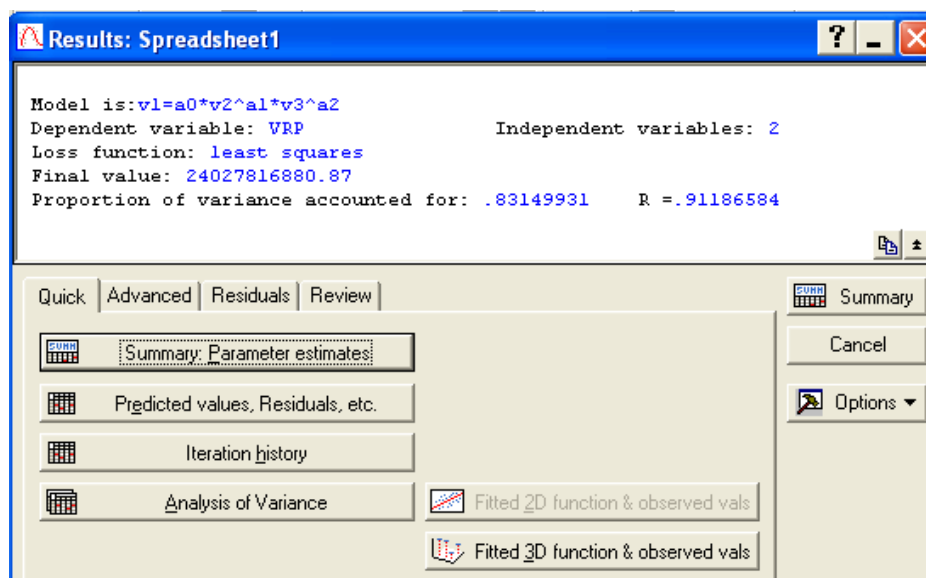 Results: Spreadsheet1
Model is:v1=a0*v2^a1*v3^a2
Dependent variable: VRP Independent variables: 2
Loss function: least squares
Final value: 24027816880.87
Proportion of variance accounted for: .83149931 R =.91186584
Quick Advanced Residuals Review
Summary: Parameter estimates
Predicted values, Residuals, etc.
Iteration history
Analysis of Variance
Fitted 2D function & observed vals
Fitted 3D function & observed vals
SUMM Summary
Cancel
Options